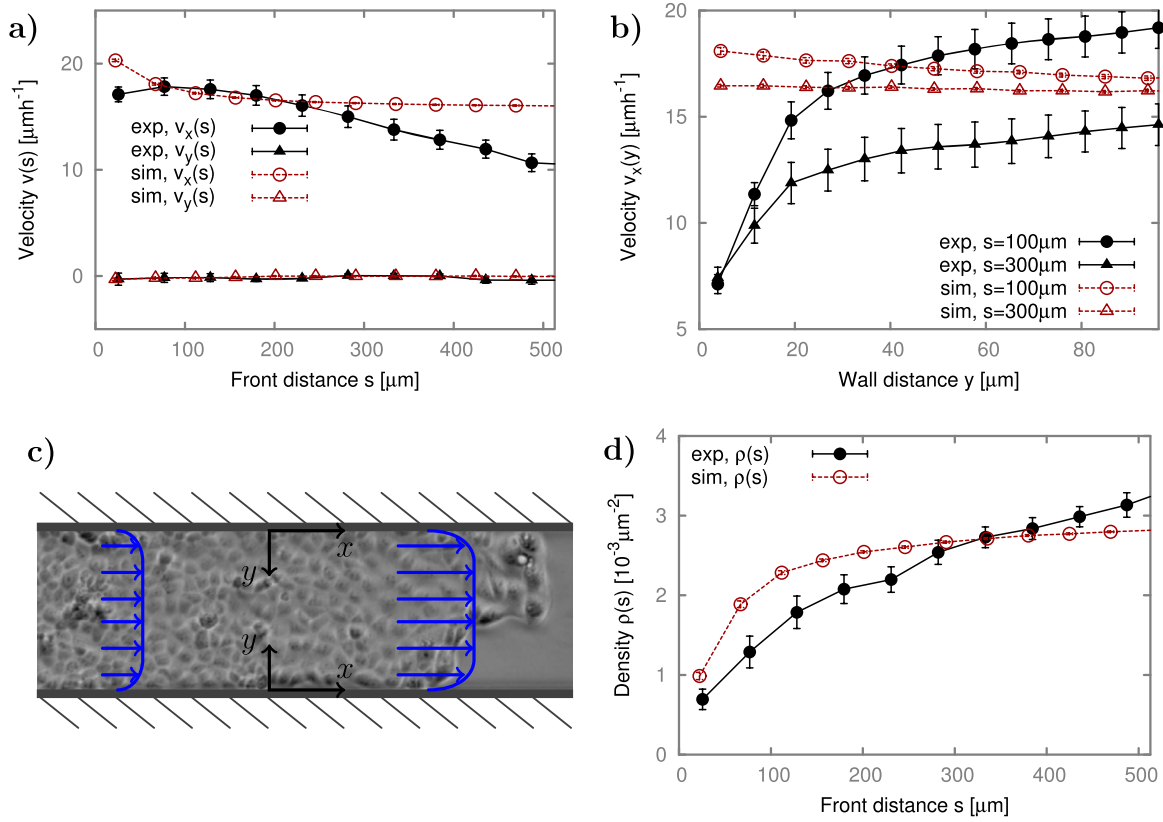 a)
Velocity v(s) [μmh⁻¹]
20
10
0
exp, vₓ(s)
exp, v_y(s)
sim, vₓ(s)
sim, v_y(s)
0 100 200 300 400 500
Front distance s [μm]
b)
Velocity vₓ(y) [μmh⁻¹]
20
15
10
5
exp, s=100μm
exp, s=300μm
sim, s=100μm
sim, s=300μm
0 20 40 60 80
Wall distance y [μm]
c)
x
y
y
x
d)
Density ρ(s) [10⁻³μm⁻²]
4
3
2
1
0
exp, ρ(s)
sim, ρ(s)
0 100 200 300 400 500
Front distance s [μm]